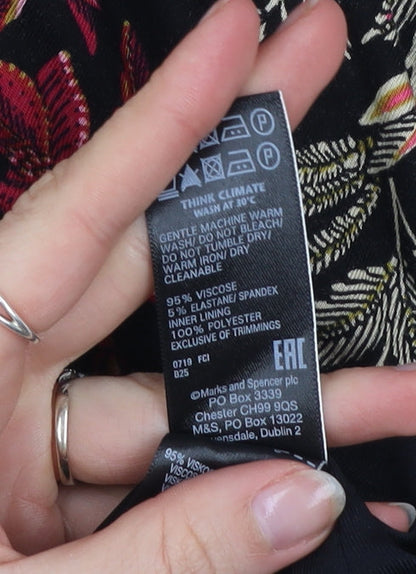 P
P
THINK CLIMATE
WASH AT 30°C
GENTLE MACHINE WARM
WASH/ DO NOT BLEACH/
DO NOT TUMBLE DRY/
WARM IRON/ DRY
CLEANABLE
95% VISCOSE
5% ELASTANE/ SPANDEX
INNER LINING
100% POLYESTER
EXCLUSIVE OF TRIMMINGS
0719 FCI
B25
EAC
©Marks and Spencer plc
PO Box 3339
Chester CH99 9QS
M&S, PO Box 13022
Dublin 2
95%